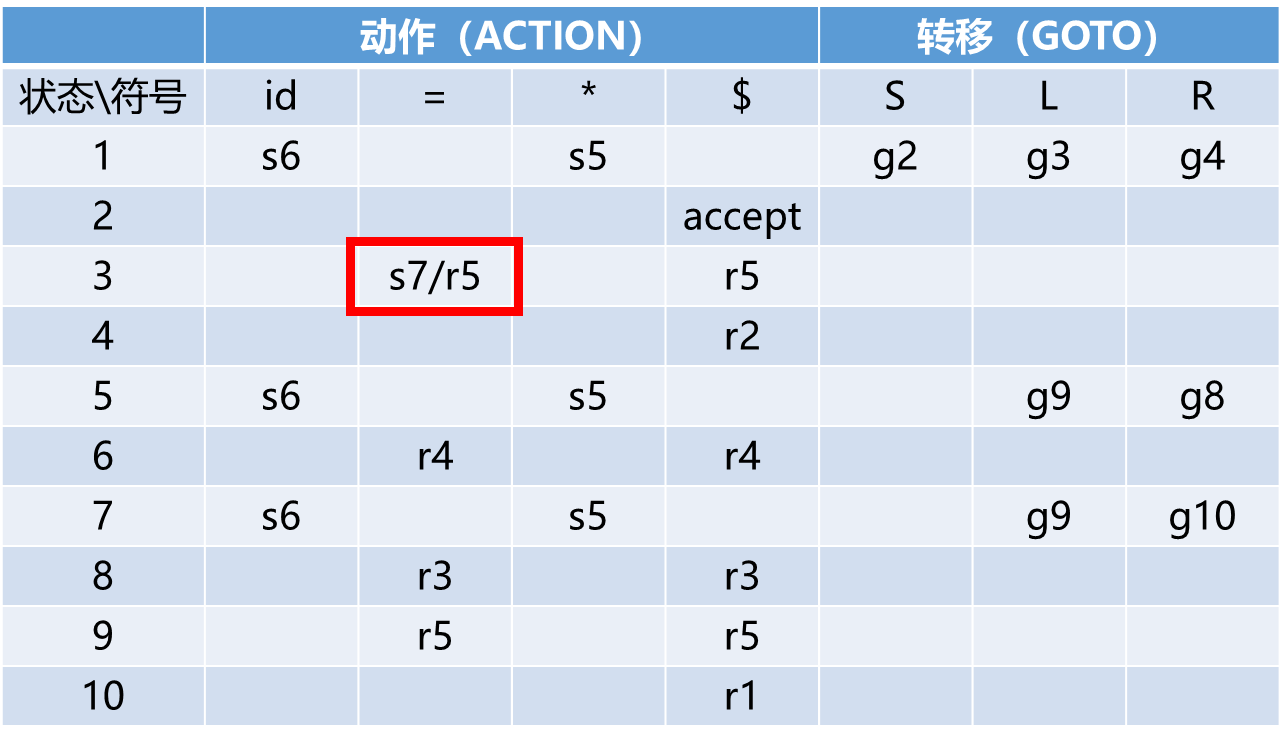 动作（ACTION） 转移（GOTO）
状态\符号 id = * $ S L R
1 s6 s5 g2 g3 g4
2 accept
3 s7/r5 r5
4 r2
5 s6 s5 g9 g8
6 r4 r4
7 s6 s5 g9 g10
8 r3 r3
9 r5 r5
10 r1